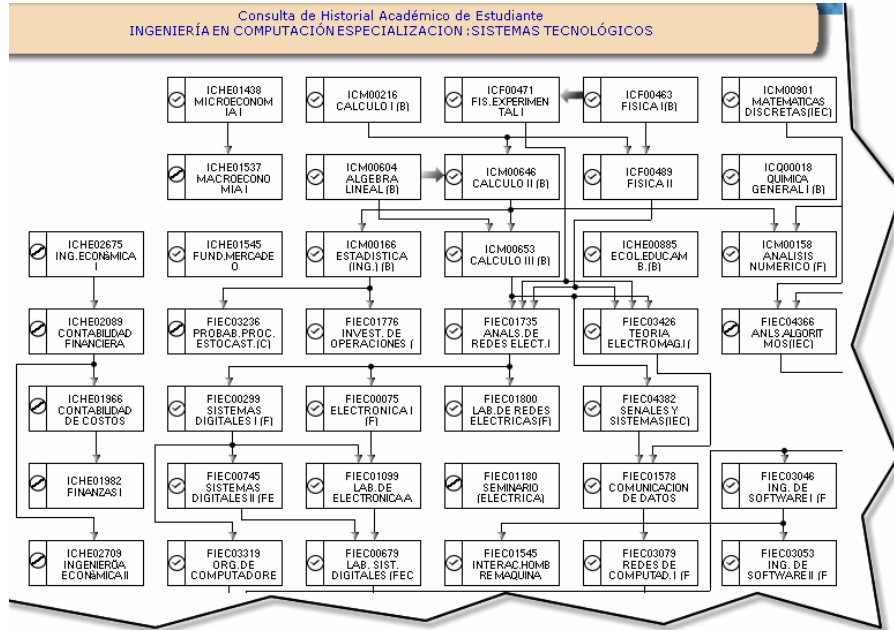 Consulta de Historial Académico de Estudiante
INGENIERÍA EN COMPUTACIÓN ESPECIALIZACION :SISTEMAS TECNOLÓGICOS
ICHE01438
MICROECONOM
IA I
ICM00216
CALCULO I (B)
ICF00471
FIS.EXPERIMEN
TAL I
ICF00463
FISICA I(B)
ICM00901
MATEMATICAS
DISCRETAS(IEC)
ICHE01537
MACROECONO
MIA I
ICM00604
ALGEBRA
LINEAL (B)
ICM00646
CALCULO II (B)
ICF00489
FISICA II
ICQ00018
QUIMICA
GENERAL I (B)
ICHE02675
ING.ECONòMICA
I
ICHE01545
FUND.MERCADE
O
ICM00166
ESTADISTICA
(ING.) (B)
ICM00653
CALCULO III (B)
ICHE00885
ECOL.EDUC.AM
B.(B)
ICM00158
ANALISIS
NUMERICO (F)
ICHE02089
CONTABILIDAD
FINANCIERA
FIEC03236
PROBAB.PROC.
ESTOCAST.(C)
FIEC01776
INVEST. DE
OPERACIONES (
FIEC01735
ANALS.DE
REDES ELECT.I
FIEC03426
TEORIA
ELECTROMAG.I(
FIEC04366
ANLS.ALGORIT
MOS(IEC)
ICHE01966
CONTABILIDAD
DE COSTOS
FIEC00299
SISTEMAS
DIGITALES I (F)
FIEC00075
ELECTRONICA I
(F)
FIEC01800
LAB.DE REDES
ELECTRICAS(F)
FIEC04382
SENALES Y
SISTEMAS(IEC)
ICHE01982
FINANZAS I
FIEC00745
SISTEMAS
DIGITALES II (FE
FIEC01099
LAB.DE
ELECTRONICA A
FIEC01180
SEMINARIO
(ELECTRICA)
FIEC01578
COMUNICACION
DE DATOS
FIEC03046
ING. DE
SOFTWARE I (F
ICHE02709
INGENIERÖA
ECONòMICA II
FIEC03319
ORG.DE
COMPUTADORE
FIEC00679
LAB. SIST.
DIGITALES (FEC
FIEC01545
INTERAC.HOMB
RE MAQUINA
FIEC03079
REDES DE
COMPUTAD. I (F
FIEC03053
ING. DE
SOFTWARE II (F